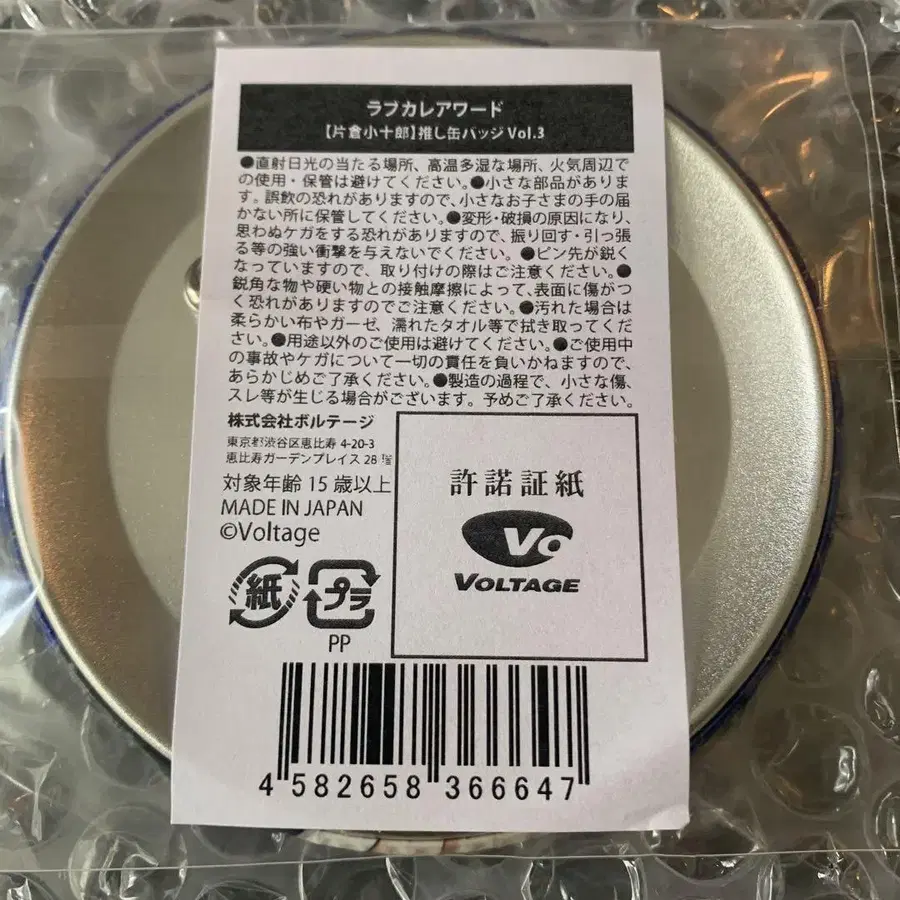 ラブカレアワード
【片倉小十郎】推し缶バッジ Vol.3
●直射日光の当たる場所、高温多湿な場所、火気周辺で
の使用・保管は避けてください。●小さな部品がありま
す。誤飲の恐れがありますので、小さなお子さまの手の届
かない所に保管してください。●変形・破損の原因になり、
思わぬケガをする恐れがありますので、振り回す・引っ張
る等の強い衝撃を与えないでください。●ピン先が鋭く
なっていますので、取り付けの際はご注意ください。●
鋭角な物や硬い物との接触摩擦によって、表面に傷がつ
く恐れがありますのでご注意ください。●汚れた場合は
柔らかい布やガーゼ、濡れたタオル等で拭き取ってくだ
さい。●用途以外のご使用は避けてください。●ご使用中
の事故やケガについて一切の責任を負いかねますので、
あらかじめご了承ください。●製造の過程で、小さな傷、
スレ等が生じる場合がございます。予めご了承ください。
株式会社ボルテージ
東京都渋谷区恵比寿 4-20-3
恵比寿ガーデンプレイス 28 階
対象年齢 15 歳以上
MADE IN JAPAN
©Voltage
許諾証紙
Vo
VOLTAGE
紙
プラ
PP
4 582658 366647